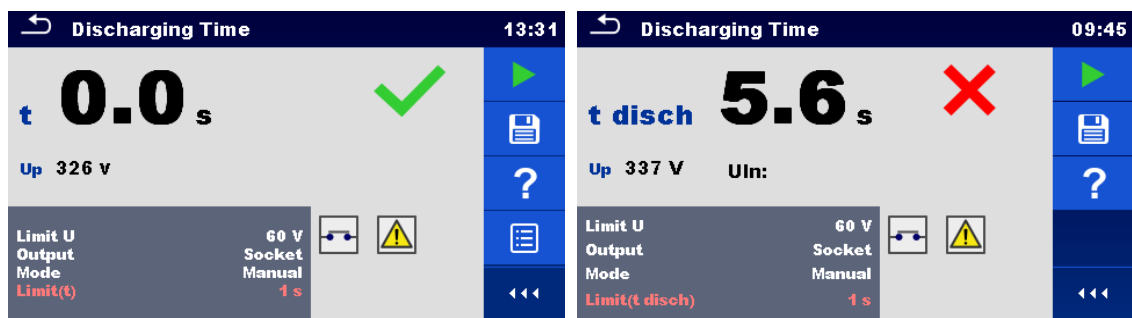 Discharging Time 13:31
t 0.0 s
Up 326 V
?
Limit U 60 V
Output Socket
Mode Manual
Limit(t) 1 s
Discharging Time 09:45
t disch 5.6 s
Up 337 V Uln:
?
Limit U 60 V
Output Socket
Mode Manual
Limit(t disch) 1 s